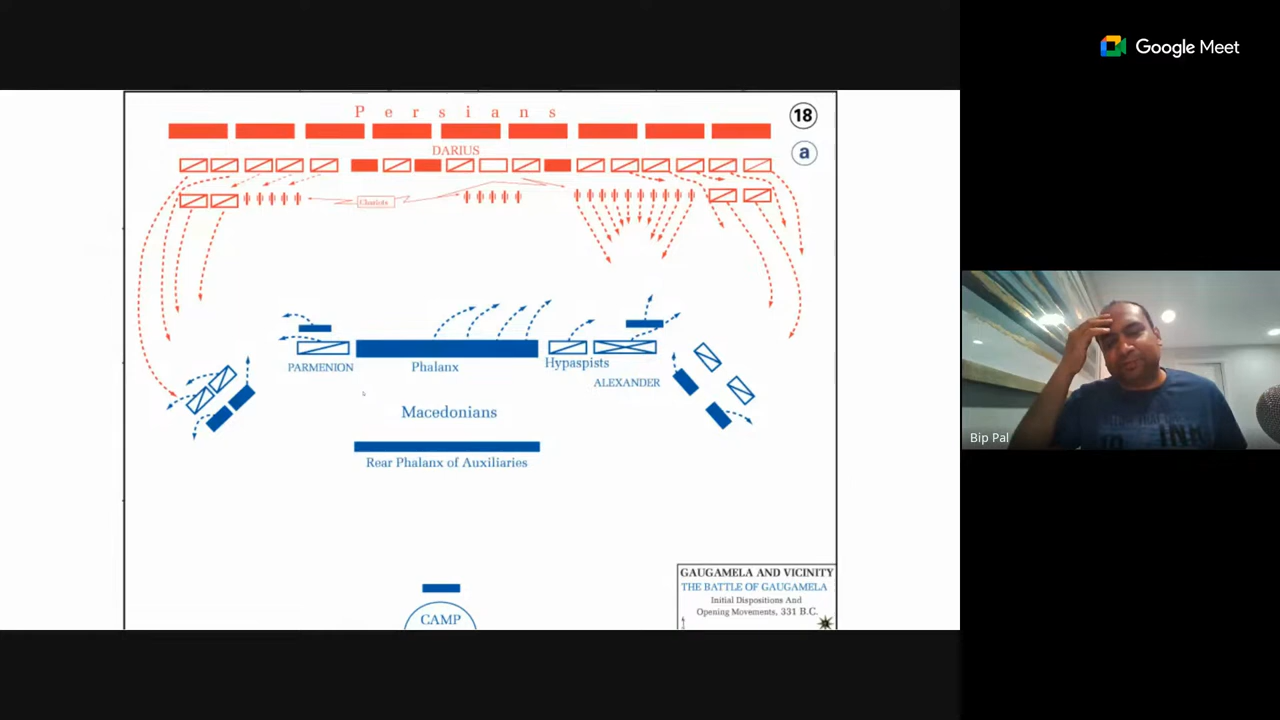 Google Meet
Persians
18
a
DARIUS
Chariots
PARMENION
Phalanx
Hypaspists
ALEXANDER
Macedonians
Rear Phalanx of Auxiliaries
Bip Pal
GAUGAMELA AND VICINITY
THE BATTLE OF GAUGAMELA
Initial Dispositions And
Opening Movements, 331 B.C.
CAMP